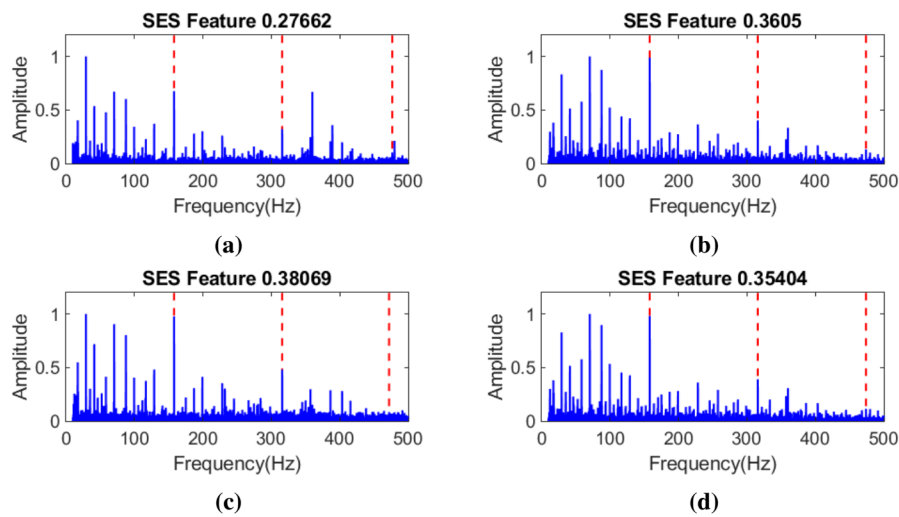 SES Feature 0.27662
Amplitude
1
0.5
0
0 100 200 300 400 500
Frequency(Hz)
(a)
SES Feature 0.3605
Amplitude
1
0.5
0
0 100 200 300 400 500
Frequency(Hz)
(b)
SES Feature 0.38069
Amplitude
1
0.5
0
0 100 200 300 400 500
Frequency(Hz)
(c)
SES Feature 0.35404
Amplitude
1
0.5
0
0 100 200 300 400 500
Frequency(Hz)
(d)